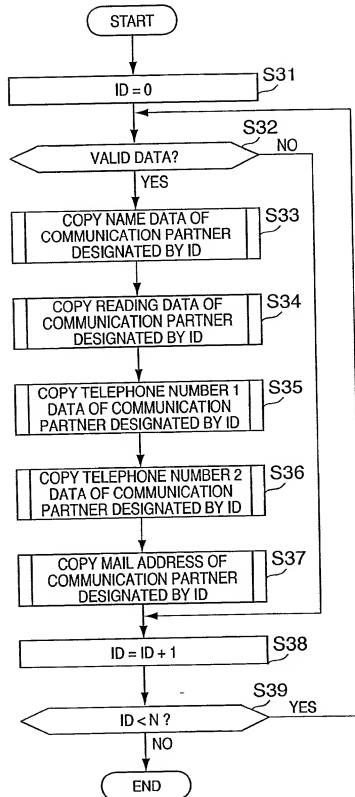 START
S31
ID = 0
S32
VALID DATA?
NO
YES
S33
COPY NAME DATA OF
COMMUNICATION PARTNER
DESIGNATED BY ID
S34
COPY READING DATA OF
COMMUNICATION PARTNER
DESIGNATED BY ID
S35
COPY TELEPHONE NUMBER 1
DATA OF COMMUNICATION
PARTNER DESIGNATED BY ID
S36
COPY TELEPHONE NUMBER 2
DATA OF COMMUNICATION
PARTNER DESIGNATED BY ID
S37
COPY MAIL ADDRESS OF
COMMUNICATION PARTNER
DESIGNATED BY ID
S38
ID = ID + 1
S39
ID < N ?
YES
NO
END